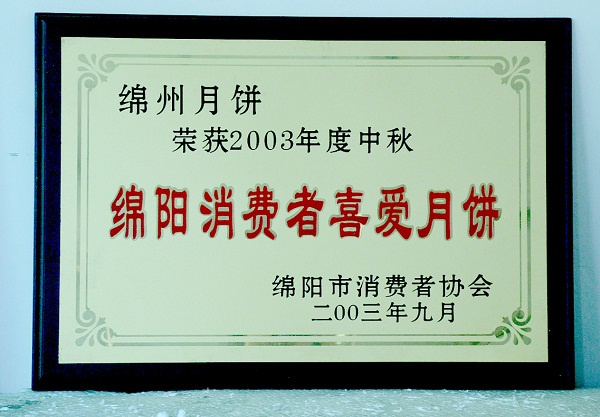 绵州月饼
荣获2003年度中秋
绵阳消费者喜爱月饼
绵阳市消费者协会
二00三年九月